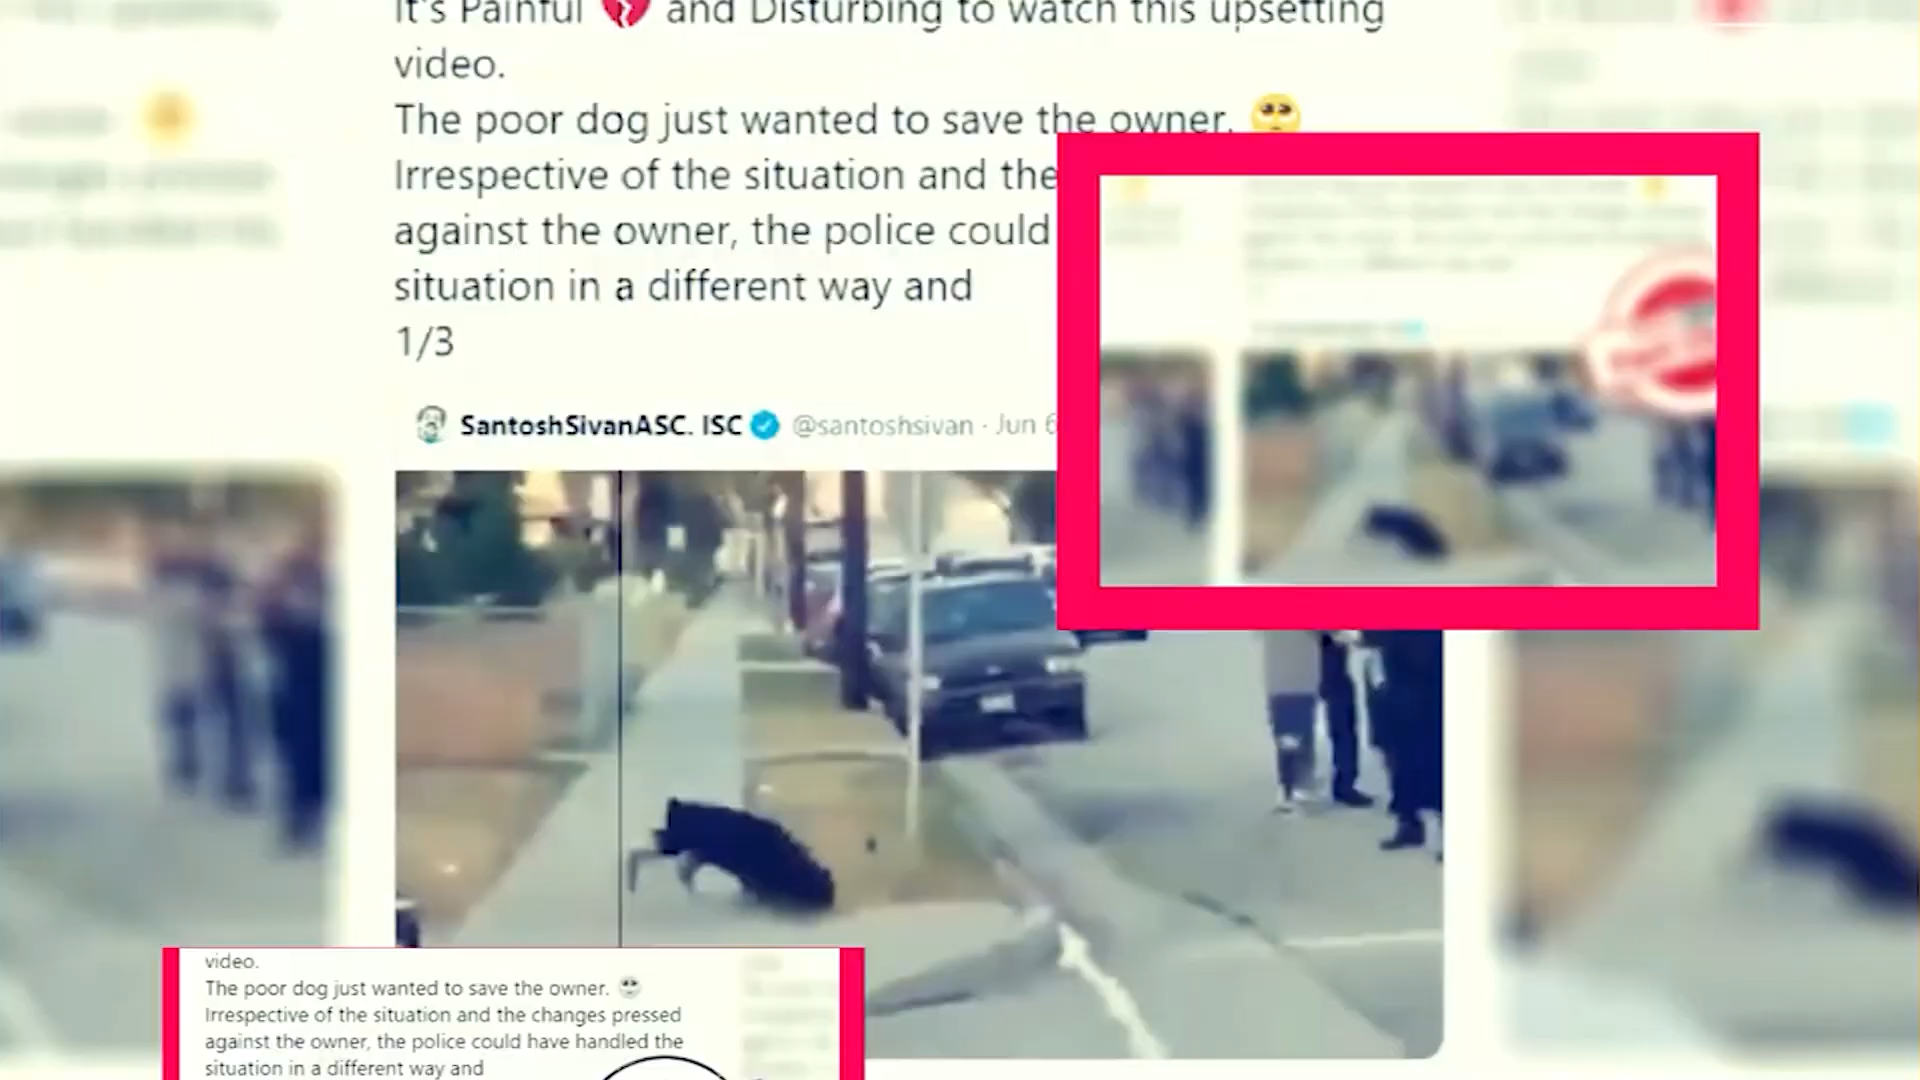 It's Painful 💔 and Disturbing to watch this upsetting
video.
The poor dog just wanted to save the owner. 🥺
Irrespective of the situation and the
against the owner, the police could
situation in a different way and
1/3
SantoshSivanASC. ISC @santoshsivan · Jun 6
video.
The poor dog just wanted to save the owner. 🥺
Irrespective of the situation and the changes pressed
against the owner, the police could have handled the
situation in a different way and